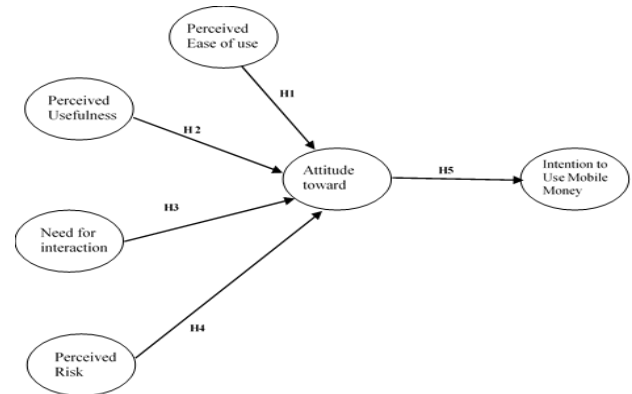 Perceived
Ease of use
H1
Perceived
Usefulness
H2
Attitude
toward
H5
Intention to
Use Mobile
Money
H3
Need for
interaction
H4
Perceived
Risk